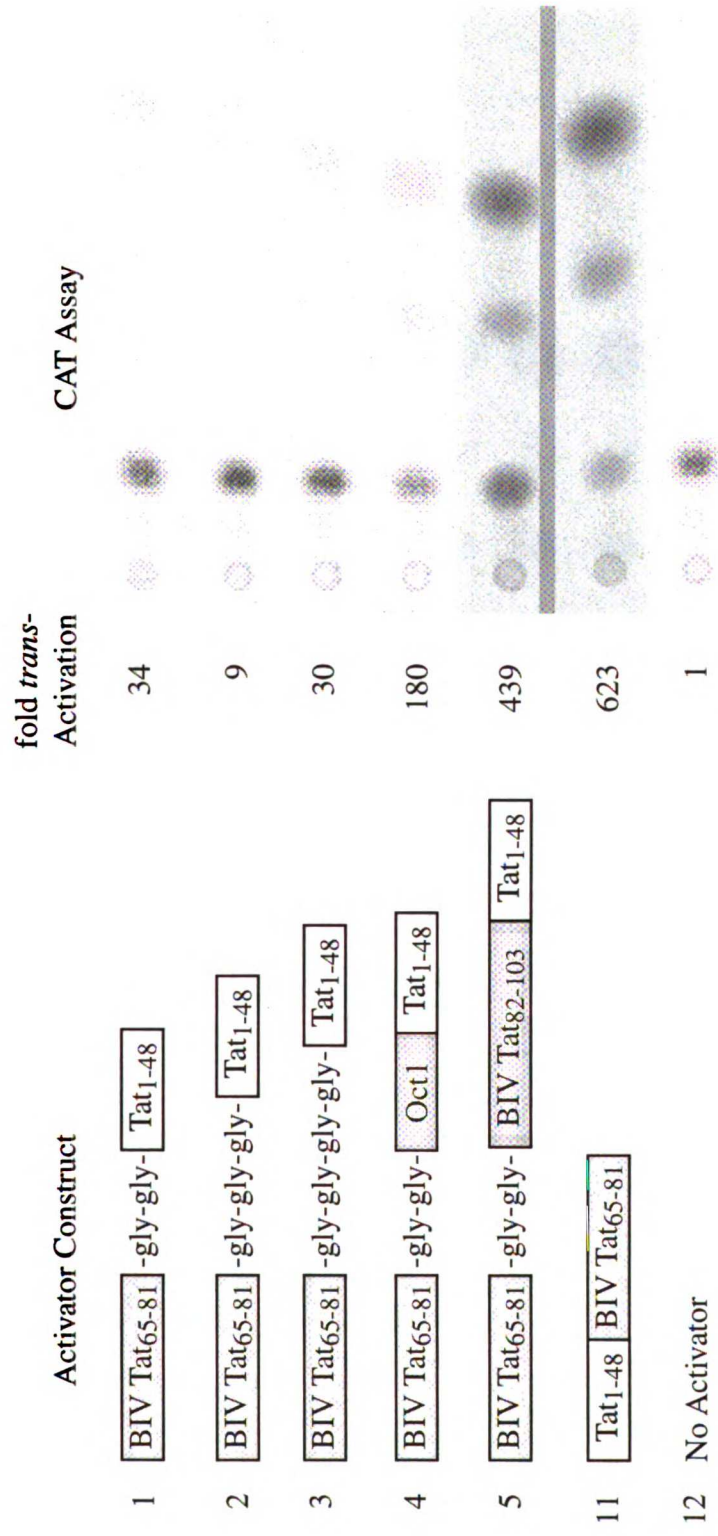 Activator Construct fold trans-Activation CAT Assay
1 BIV Tat65-81 -gly-gly- Tat1-48 34
2 BIV Tat65-81 -gly-gly-gly-gly- Tat1-48 9
3 BIV Tat65-81 -gly-gly-gly-gly-gly-gly- Tat1-48 30
4 BIV Tat65-81 -gly-gly- Oct1 Tat1-48 180
5 BIV Tat65-81 -gly-gly- BIV Tat82-103 Tat1-48 439
11 Tat1-48 BIV Tat65-81 623
12 No Activator 1